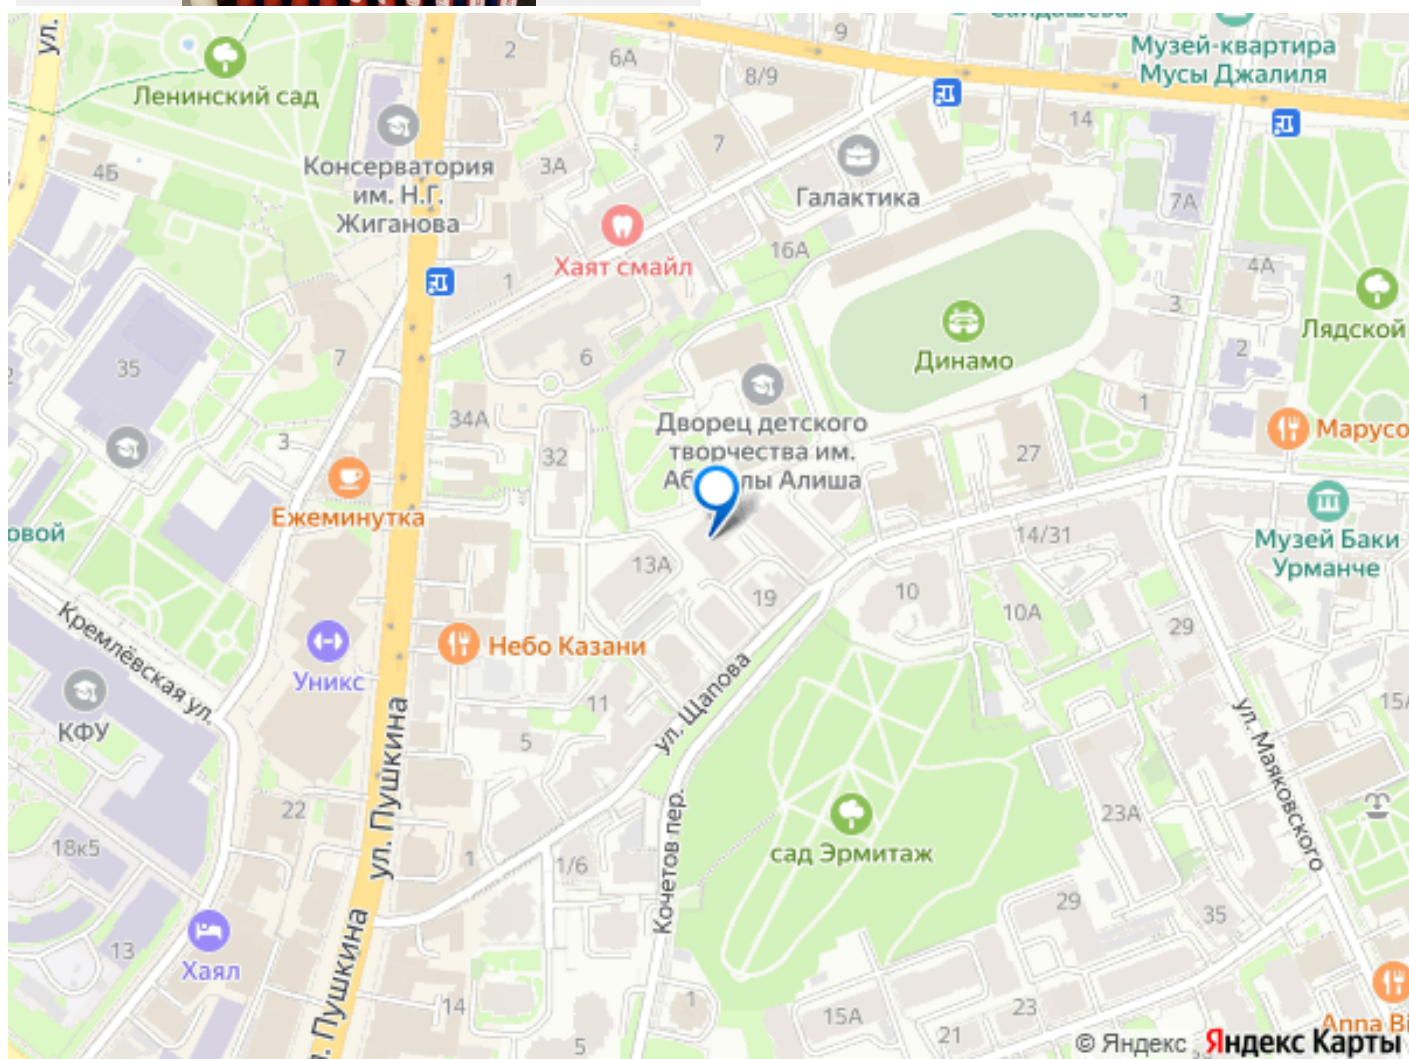 Музей-квартира
Мусы Джалиля
ул.
Ленинский сад
2
6А
9
8/9
14
Консерватория
им. Н.Г.
Жиганова
4Б
3А
7
Галактика
7А
Хаят смайл
16А
1
4А
3
Лядской
35
7
6
Динамо
2
1
Марусо
34А
3
32
Дворец детского
творчества им.
Аб лы Алиша
27
Ежеминутка
овой
14/31
Музей Баки
Урманче
13А
19
10
10А
29
Кремлёвская ул.
Небо Казани
Уникс
КФУ
11
5
ул. Щапова
ул. Пушкина
15А
ул. Маяковского
22
18к5
1
1/6
Кочетов пер.
сад Эрмитаж
23А
29
35
13
Хаял
Пушкина
14
1
5
15А
23
21
Anna Bi
© Яндекс Яндекс Карты